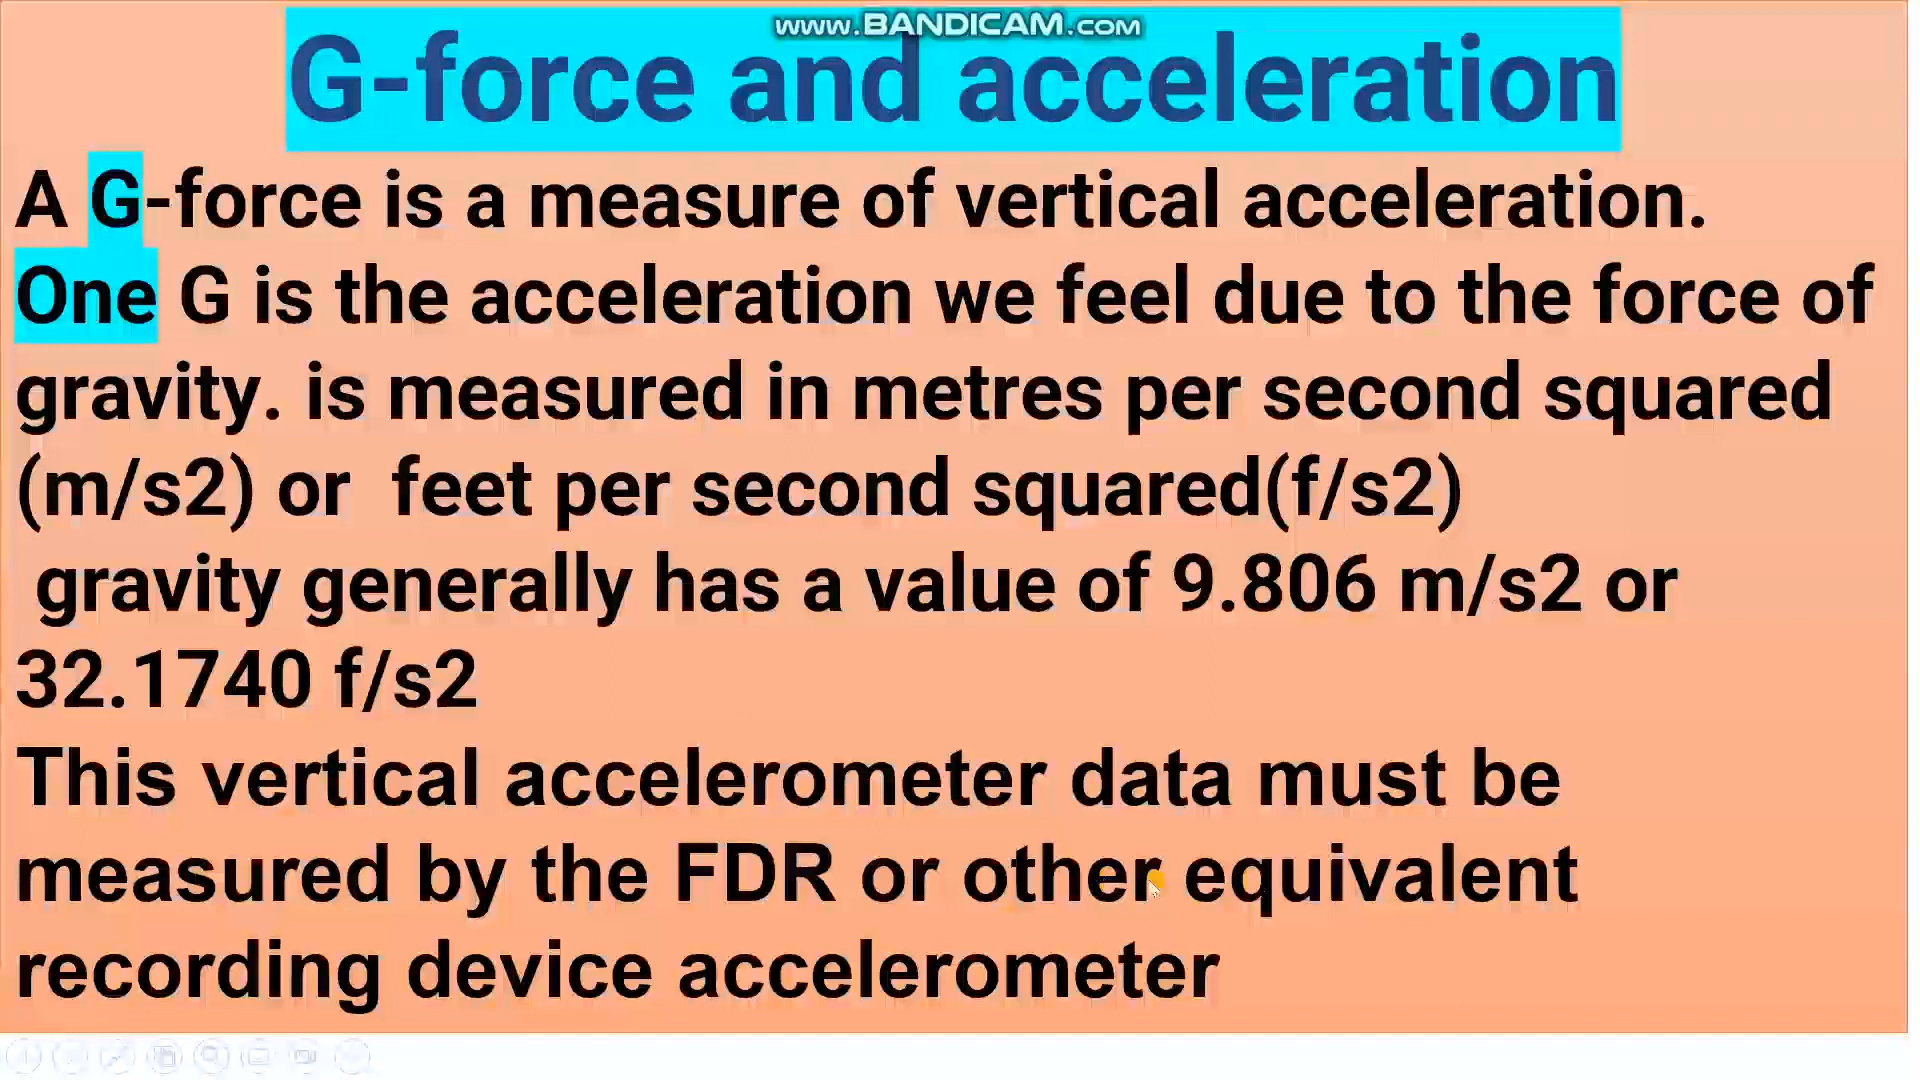 www.BANDICAM.com
G-force and acceleration
A G-force is a measure of vertical acceleration.
One G is the acceleration we feel due to the force of
gravity. is measured in metres per second squared
(m/s2) or  feet per second squared(f/s2)
gravity generally has a value of 9.806 m/s2 or
32.1740 f/s2
This vertical accelerometer data must be
measured by the FDR or other equivalent
recording device accelerometer